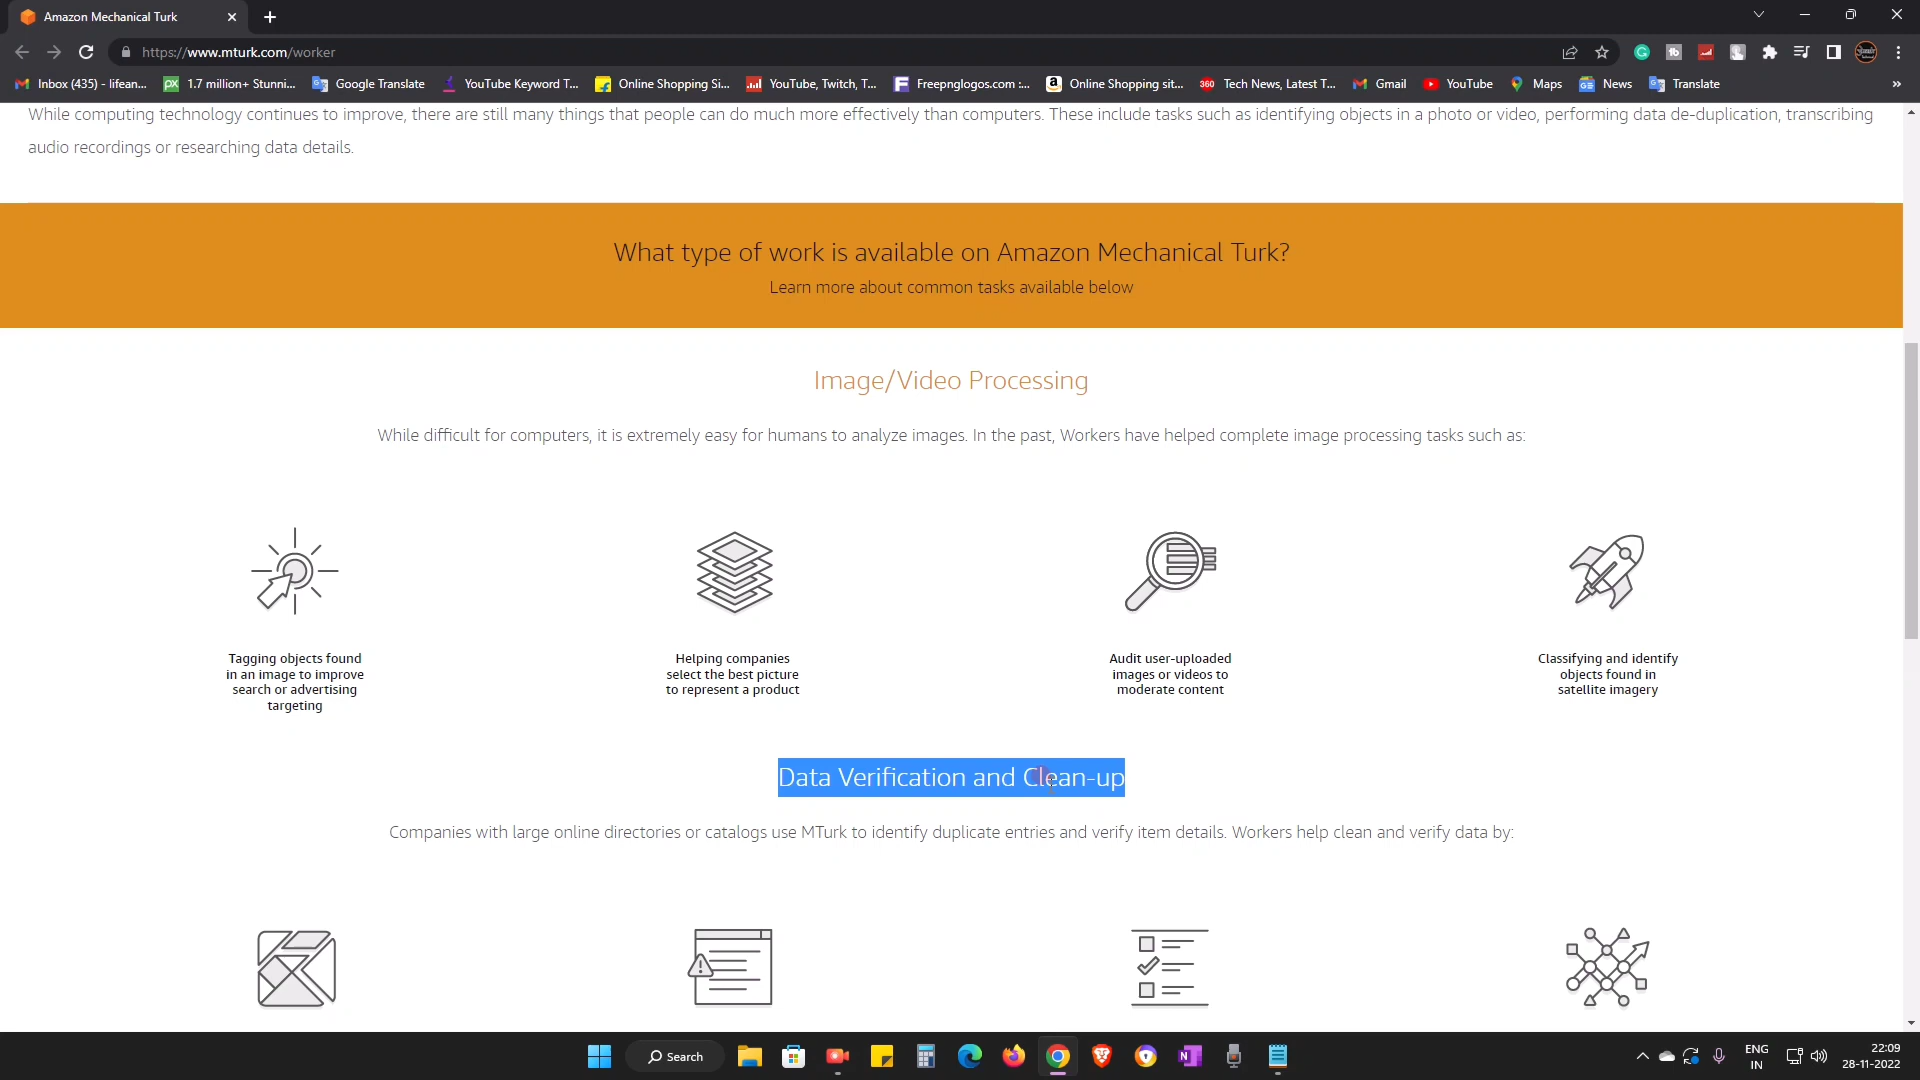 Amazon Mechanical Turk
https://www.mturk.com/worker
Inbox (435) - lifean...
1.7 million+ Stunni...
Google Translate
YouTube Keyword T...
Online Shopping Si...
YouTube, Twitch, T...
Freepnglogos.com :...
Online Shopping sit...
Tech News, Latest T...
Gmail
YouTube
Maps
News
Translate
»
While computing technology continues to improve, there are still many things that people can do much more effectively than computers. These include tasks such as identifying objects in a photo or video, performing data de-duplication, transcribing
audio recordings or researching data details.
What type of work is available on Amazon Mechanical Turk?
Learn more about common tasks available below
Image/Video Processing
While difficult for computers, it is extremely easy for humans to analyze images. In the past, Workers have helped complete image processing tasks such as:
Tagging objects found
in an image to improve
search or advertising
targeting
Helping companies
select the best picture
to represent a product
Audit user-uploaded
images or videos to
moderate content
Classifying and identify
objects found in
satellite imagery
Data Verification and Clean-up
Companies with large online directories or catalogs use MTurk to identify duplicate entries and verify item details. Workers help clean and verify data by:
Search
ENG
IN
22:09
28-11-2022